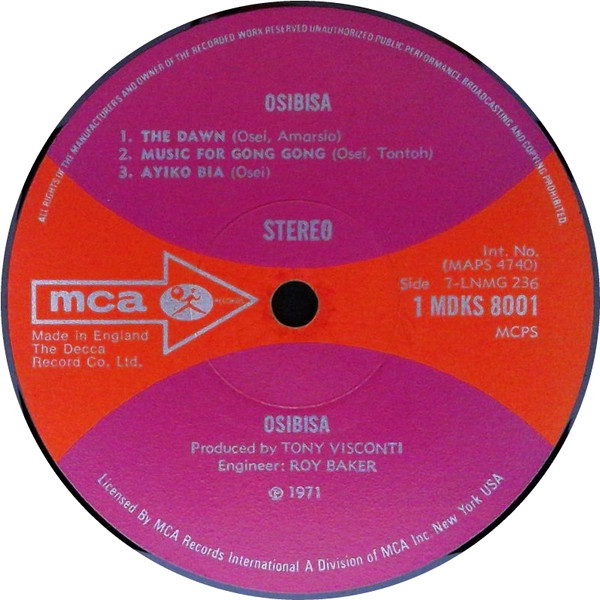 ALL RIGHTS OF THE MANUFACTURERS AND OWNER OF THE RECORDED WORK RESERVED UNAUTHORIZED PUBLIC PERFORMANCE BROADCASTING AND COPYING PROHIBITED.
OSIBISA
1. THE DAWN (Osei, Amarsio)
2. MUSIC FOR GONG GONG (Osei, Tontoh)
3. AYIKO BIA (Osei)
STEREO
Int. No.
(MAPS 4740)
Side 7-LNMG 236
1 MDKS 8001
MCPS
mca
Made in England
The Decca
Record Co. Ltd.
OSIBISA
Produced by TONY VISCONTI
Engineer: ROY BAKER
℗ 1971
Licensed By MCA Records International A Division of MCA Inc. New York USA